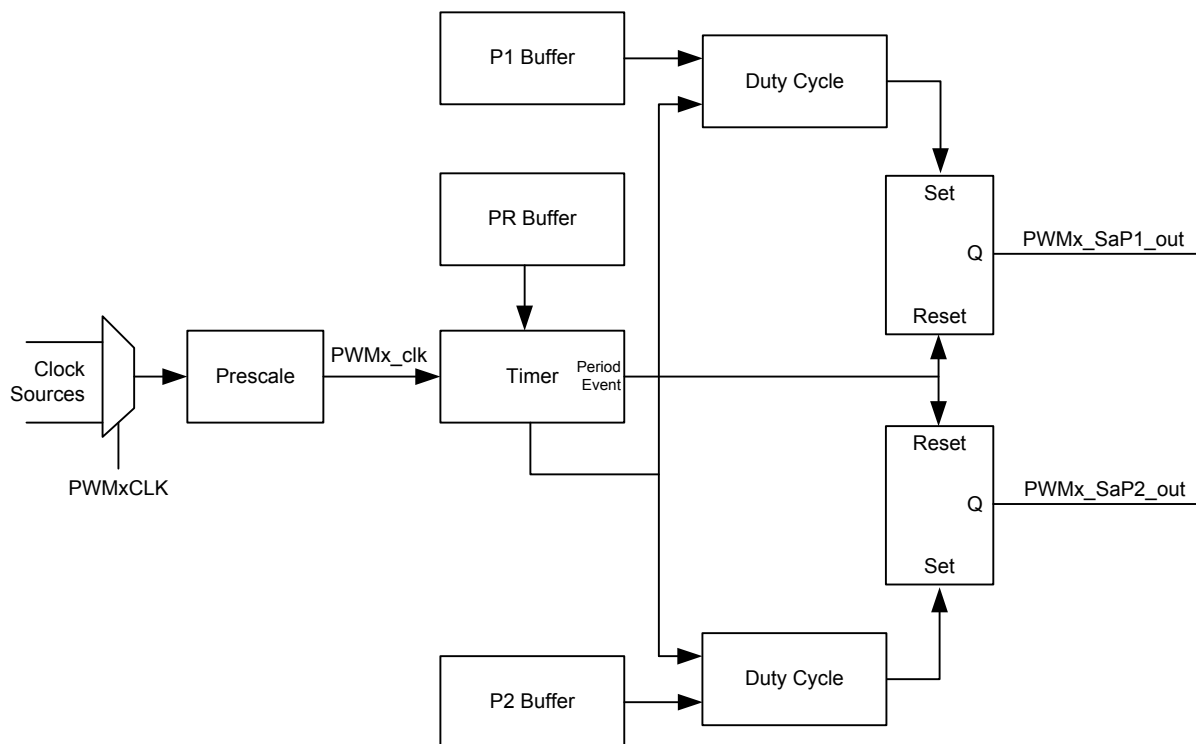 P1 Buffer
Duty Cycle
Set
Q
PWMx_SaP1_out
Reset
PR Buffer
Clock
Sources
PWMxCLK
Prescale
PWMx_clk
Timer
Period
Event
Reset
Q
PWMx_SaP2_out
Set
P2 Buffer
Duty Cycle